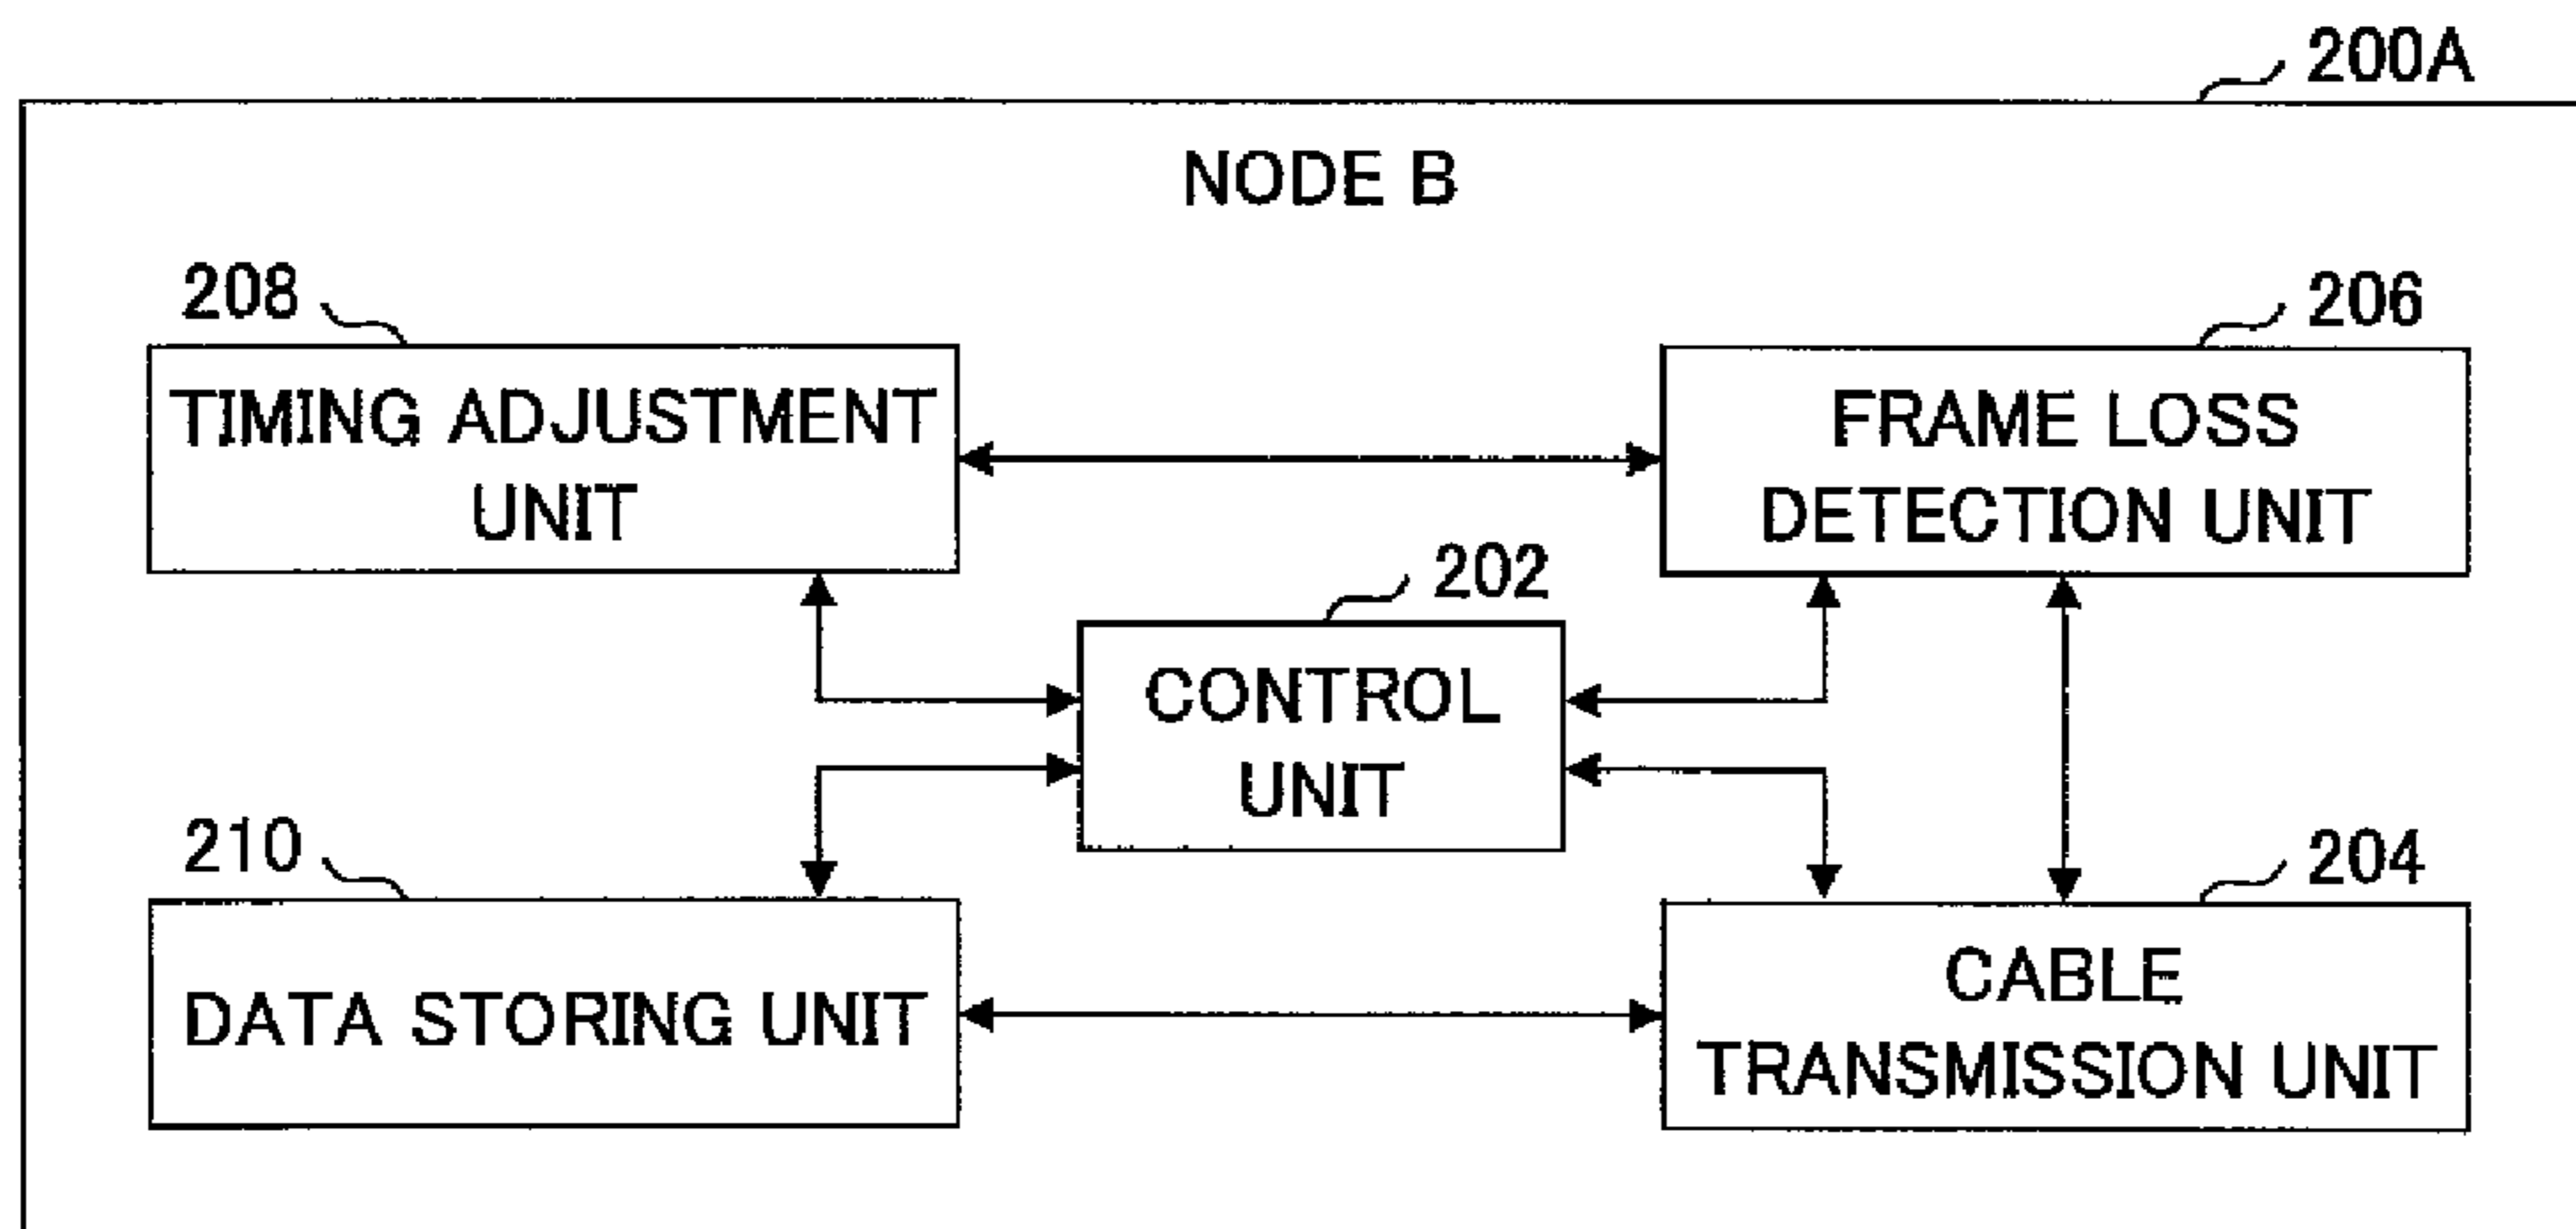 200A
NODE B
208
206
TIMING ADJUSTMENT
UNIT
FRAME LOSS
DETECTION UNIT
202
CONTROL
UNIT
210
204
DATA STORING UNIT
CABLE
TRANSMISSION UNIT